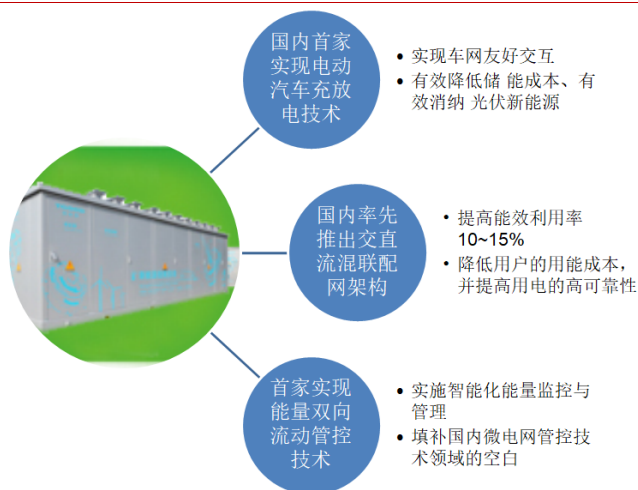 国内首家
实现电动
汽车充放
电技术
• 实现车网友好交互
• 有效降低储 能成本、有
效消纳 光伏新能源
国内率先
推出交直
流混联配
网架构
• 提高能效利用率
10~15%
• 降低用户的用能成本,
并提高用电的高可靠性
首家实现
能量双向
流动管控
技术
• 实施智能化能量监控与
管理
• 填补国内微电网管控技
术领域的空白